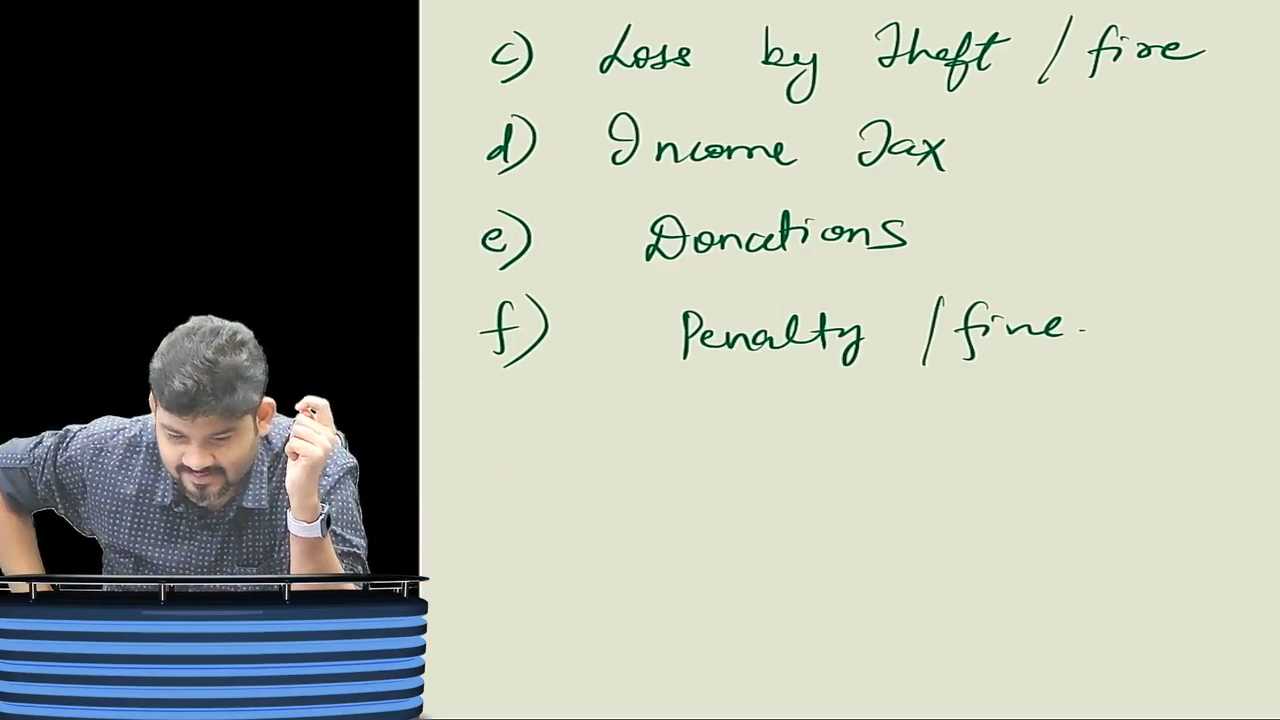 c) Loss by Theft / fire
d) Income Tax
e) Donations
f) Penalty / fine.